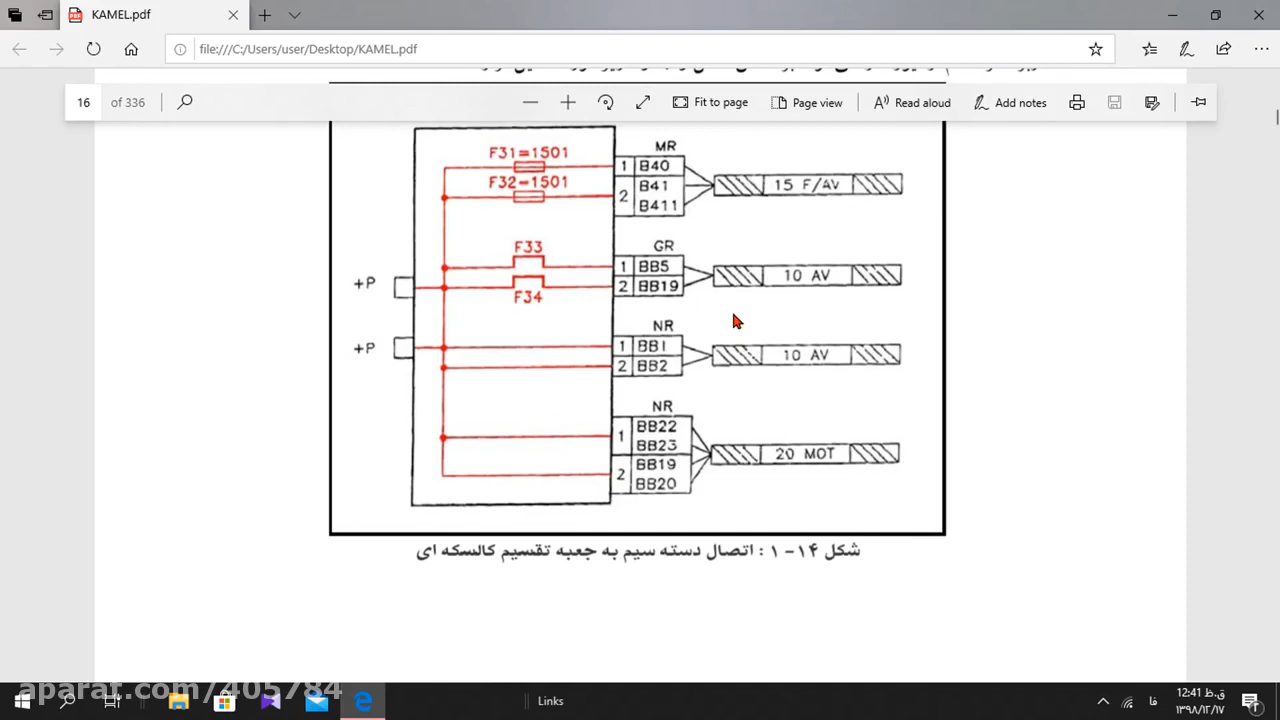 KAMEL.pdf
file:///C:/Users/user/Desktop/KAMEL.pdf
16 of 336
Fit to page
Page view
Read aloud
Add notes
F31=1501
F32=1501
MR
1 B40
2 B41
B411
15 F/AV
F33
F34
GR
1 BB5
2 BB19
10 AV
+P
+P
NR
1 BB1
2 BB2
10 AV
NR
1 BB22
BB23
2 BB19
BB20
20 MOT
شکل ۱۴-۱ : اتصال دسته سیم به جعبه تقسیم کالسکه ای
aparat.com/405784
Links
فا
12:41 ق.ظ
۱۳۹۸/۱۲/۱۷